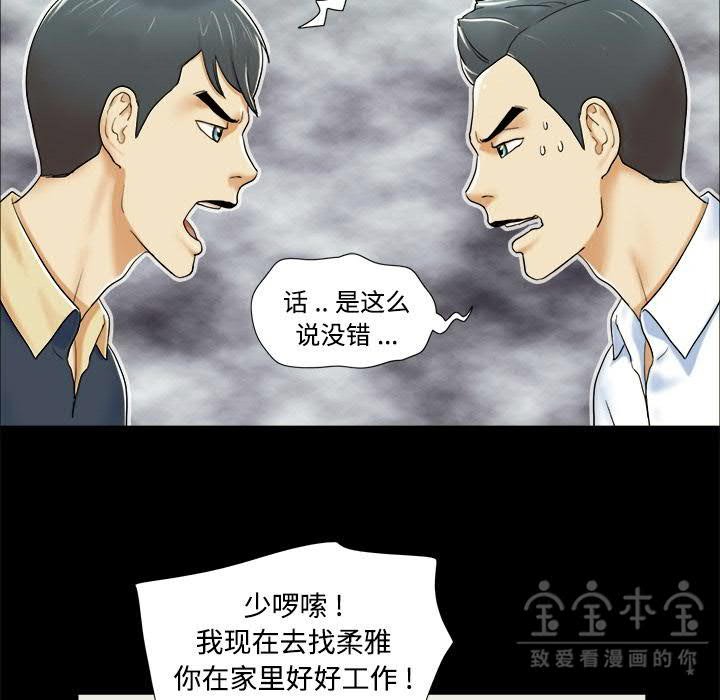 话 .. 是这么
说没错 ...
少啰嗦 !
我现在去找柔雅
你在家里好好工作 !
宝宝本宝
致爱看漫画的你